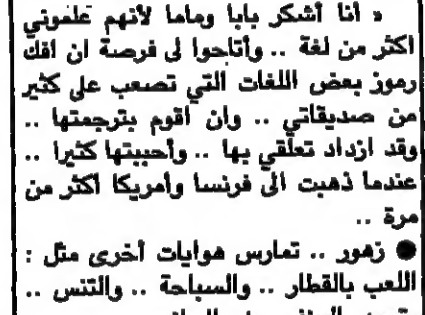 « أنا أشكر بابا وماما لأنهم علموني
اكثر من لغة .. وأتاحوا لى فرصة ان افك
رموز بعض اللغات التي تصعب على كثير
من صديقاتي .. وان اقوم بترجمتها ..
وقد ازداد تعلقي بها .. وأحببتها كثيرا ..
عندما ذهبت الى فرنسا وأمريكا اكثر من
مرة ..
● زهور .. تمارس هوايات أخرى مثل :
اللعب بالقطار .. والسباحة .. والتنس ..